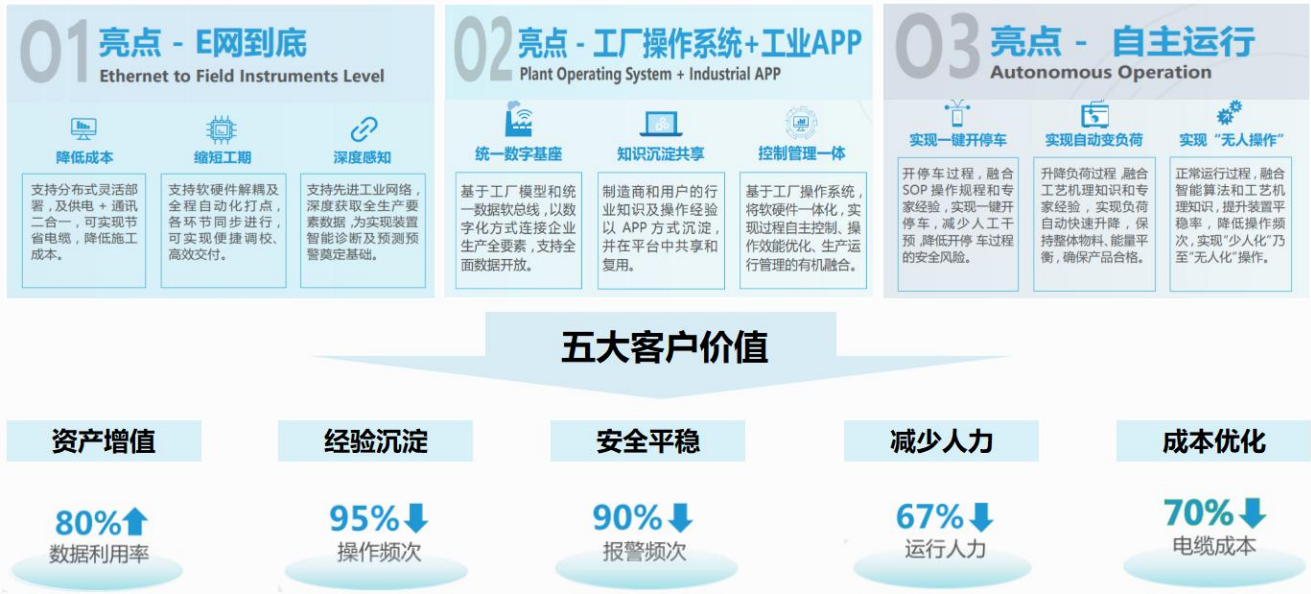 01 亮点 - E网到底
Ethernet to Field Instruments Level
降低成本
支持分布式灵活部
署,及供电 + 通讯
二合一，可实现节
省电缆，降低施工
成本。
缩短工期
支持软硬件解耦及
全程自动化打点，
各环节同步进行，
可实现便捷调校、
高效交付。
深度感知
支持先进工业网络，
深度获取全生产要
素数据,为实现装置
智能诊断及预测预
警奠定基础。
02 亮点 - 工厂操作系统+工业APP
Plant Operating System + Industrial APP
统一数字基座
基于工厂模型和统
一数据软总线,以数
字化方式连接企业
生产全要素,支持全
面数据开放。
知识沉淀共享
制造商和用户的行
业知识及操作经验
以 APP 方式沉淀，
并在平台中共享和
复用。
控制管理一体
基于工厂操作系统，
将软硬件一体化，实
现过程自主控制、操
作效能优化、生产运
行管理的有机融合。
03 亮点 - 自主运行
Autonomous Operation
实现一键开停车
开停车过程，融合
SOP 操作规程和专
家经验,实现一键开
停车，减少人工干
预,降低开停 车过程
的安全风险。
实现自动变负荷
升降负荷过程,融合
工艺机理知识和专
家经验，实现负荷
自动快速升降，保
持整体物料、能量平
衡,确保产品合格。
实现“无人操作”
正常运行过程,融合
智能算法和工艺机
理知识,提升装置平
稳率，降低操作频
次,实现“少人化”乃
至“无人化”操作。
五大客户价值
资产增值
80%
数据利用率
经验沉淀
95%
操作频次
安全平稳
90%
报警频次
减少人力
67%
运行人力
成本优化
70%
电缆成本